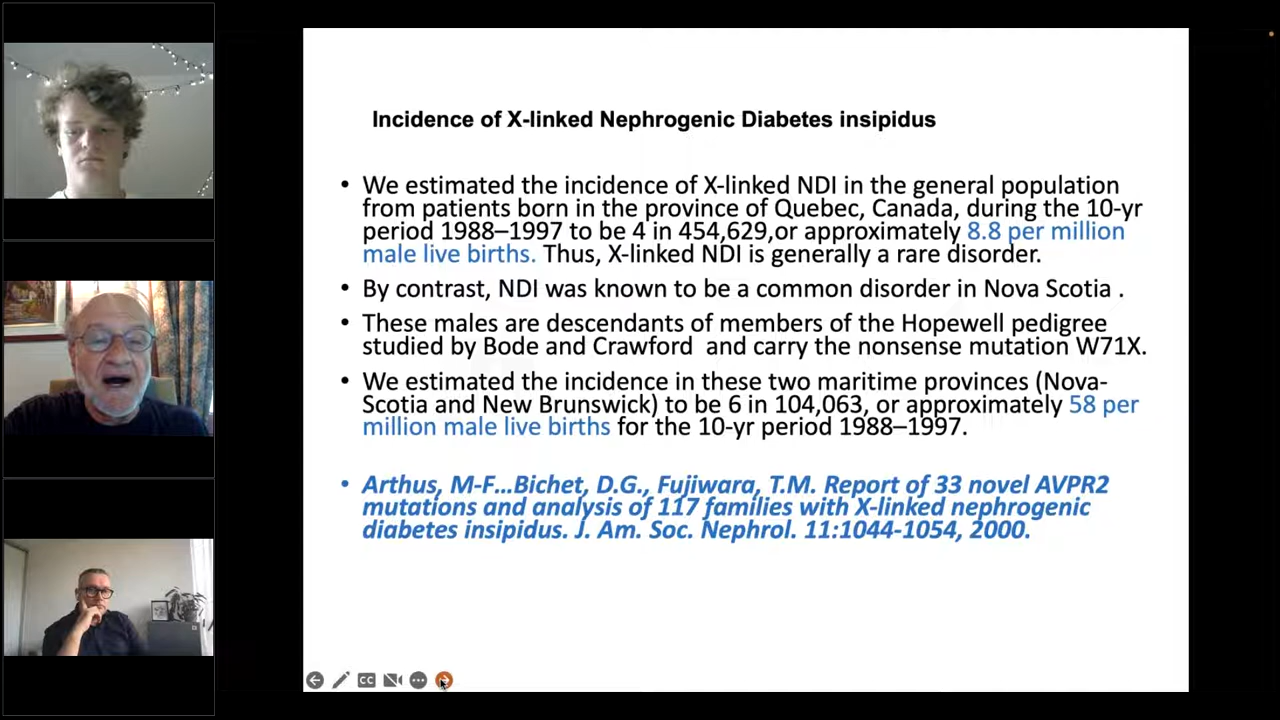 Incidence of X-linked Nephrogenic Diabetes insipidus
• We estimated the incidence of X-linked NDI in the general population
from patients born in the province of Quebec, Canada, during the 10-yr
period 1988–1997 to be 4 in 454,629,or approximately 8.8 per million
male live births. Thus, X-linked NDI is generally a rare disorder.
• By contrast, NDI was known to be a common disorder in Nova Scotia .
• These males are descendants of members of the Hopewell pedigree
studied by Bode and Crawford and carry the nonsense mutation W71X.
• We estimated the incidence in these two maritime provinces (Nova-
Scotia and New Brunswick) to be 6 in 104,063, or approximately 58 per
million male live births for the 10-yr period 1988–1997.
• Arthus, M-F...Bichet, D.G., Fujiwara, T.M. Report of 33 novel AVPR2
mutations and analysis of 117 families with X-linked nephrogenic
diabetes insipidus. J. Am. Soc. Nephrol. 11:1044-1054, 2000.
CC